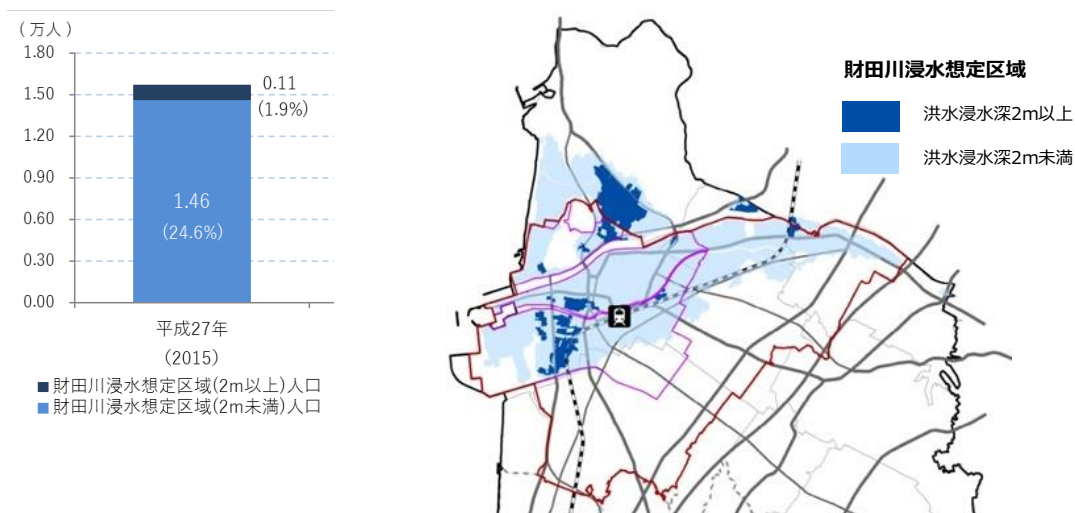 (万人)
1.80
1.50
1.20
0.90
0.60
0.30
0.00
0.11
(1.9%)
1.46
(24.6%)
平成27年
(2015)
財田川浸水想定区域(2m以上)人口
財田川浸水想定区域(2m未満)人口
財田川浸水想定区域
洪水浸水深2m以上
洪水浸水深2m未満